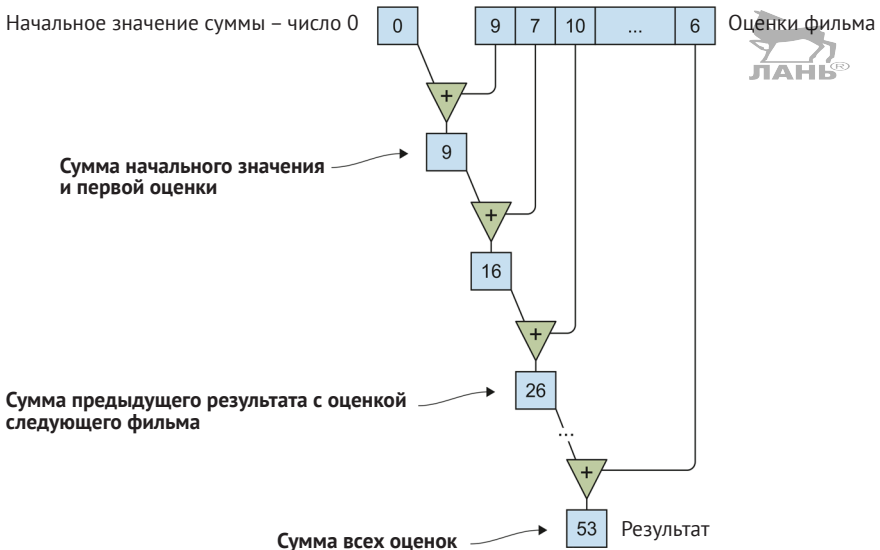 Начальное значение суммы – число 0
0
9 7 10 ... 6
Оценки фильма
ЛАНЬ®
+
Сумма начального значения
и первой оценки
9
+
16
+
Сумма предыдущего результата с оценкой
следующего фильма
26
...
+
Сумма всех оценок
53
Результат